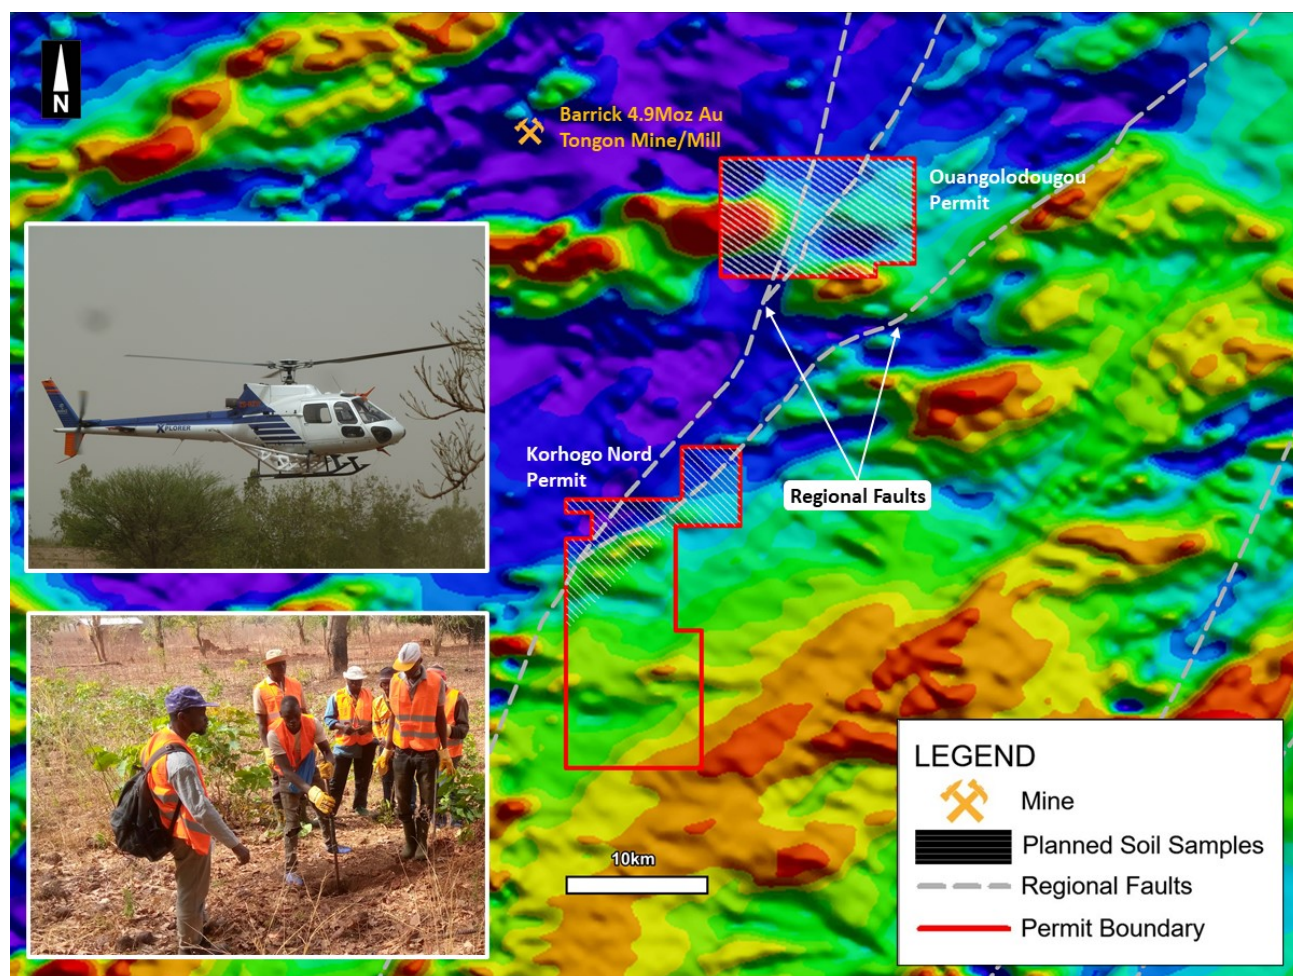 N
Barrick 4.9Moz Au
Tongon Mine/Mill
Ouangolodougou
Permit
XPLORER
Korhogo Nord
Permit
Regional Faults
10km
LEGEND
Mine
Planned Soil Samples
Regional Faults
Permit Boundary